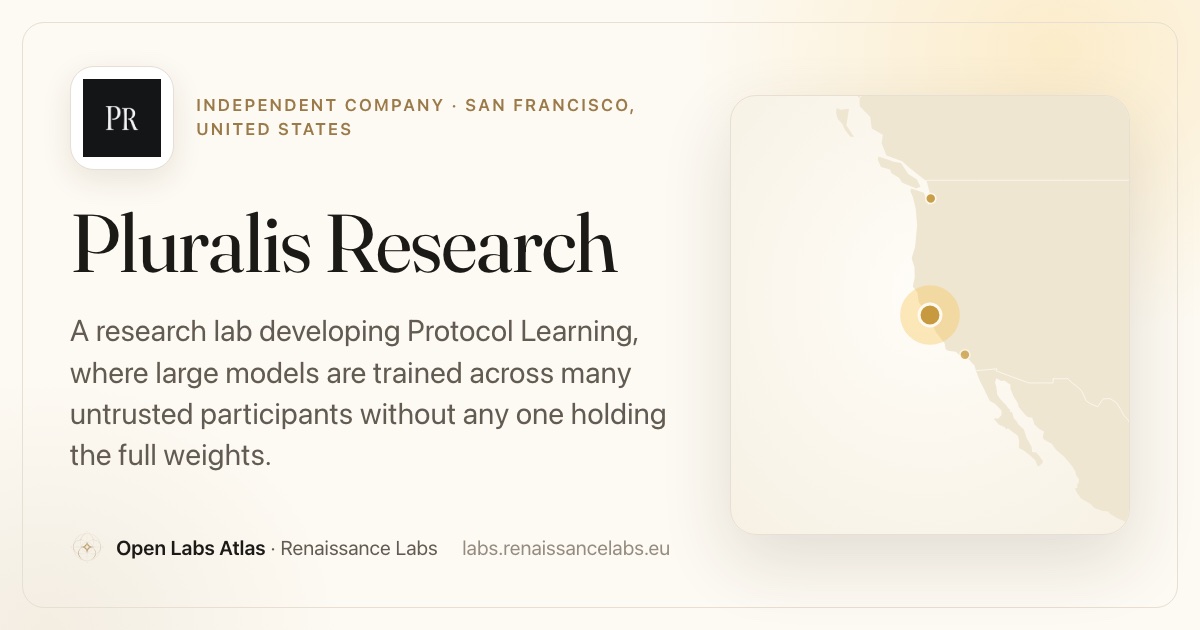 PR
INDEPENDENT COMPANY · SAN FRANCISCO,
UNITED STATES
Pluralis Research
A research lab developing Protocol Learning,
where large models are trained across many
untrusted participants without any one holding
the full weights.
Open Labs Atlas · Renaissance Labs labs.renaissancelabs.eu